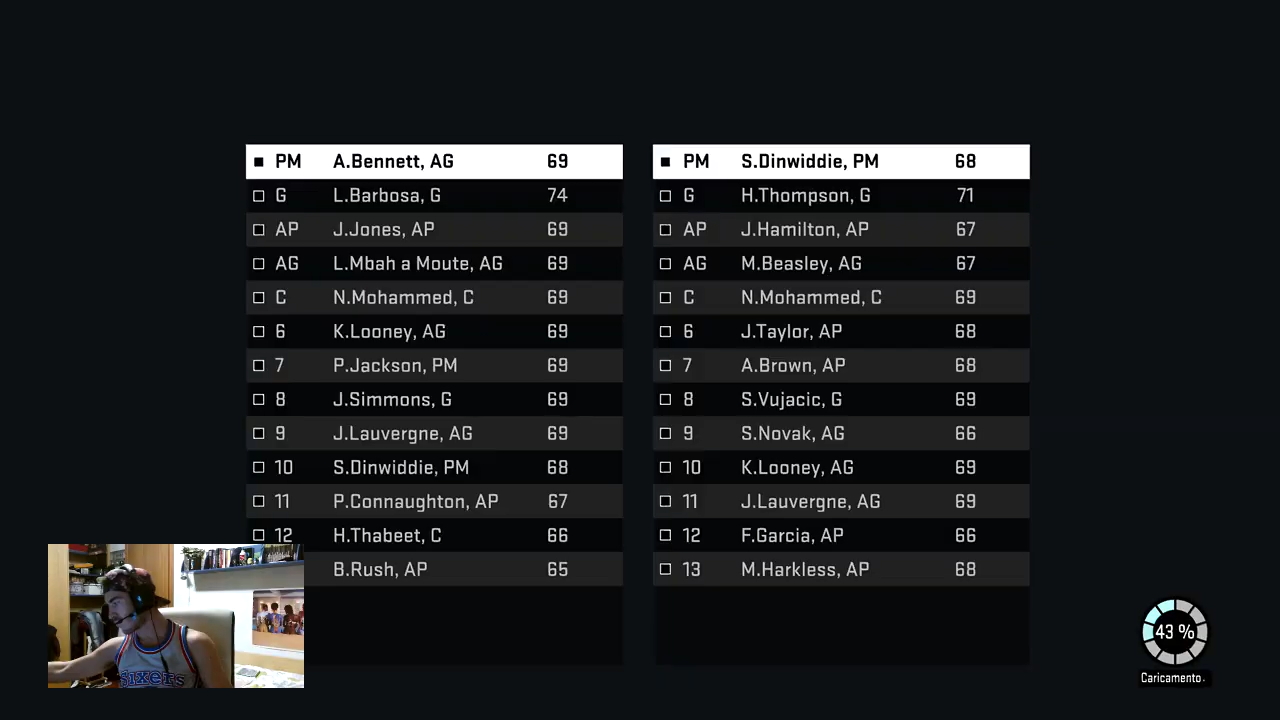 PM A.Bennett, AG 69
G L.Barbosa, G 74
AP J.Jones, AP 69
AG L.Mbah a Moute, AG 69
C N.Mohammed, C 69
6 K.Looney, AG 69
7 P.Jackson, PM 69
8 J.Simmons, G 69
9 J.Lauvergne, AG 69
10 S.Dinwiddie, PM 68
11 P.Connaughton, AP 67
12 H.Thabeet, C 66
B.Rush, AP 65
PM S.Dinwiddie, PM 68
G H.Thompson, G 71
AP J.Hamilton, AP 67
AG M.Beasley, AG 67
C N.Mohammed, C 69
6 J.Taylor, AP 68
7 A.Brown, AP 68
8 S.Vujacic, G 69
9 S.Novak, AG 66
10 K.Looney, AG 69
11 J.Lauvergne, AG 69
12 F.Garcia, AP 66
13 M.Harkless, AP 68
43 %
Caricamento.
Sixers